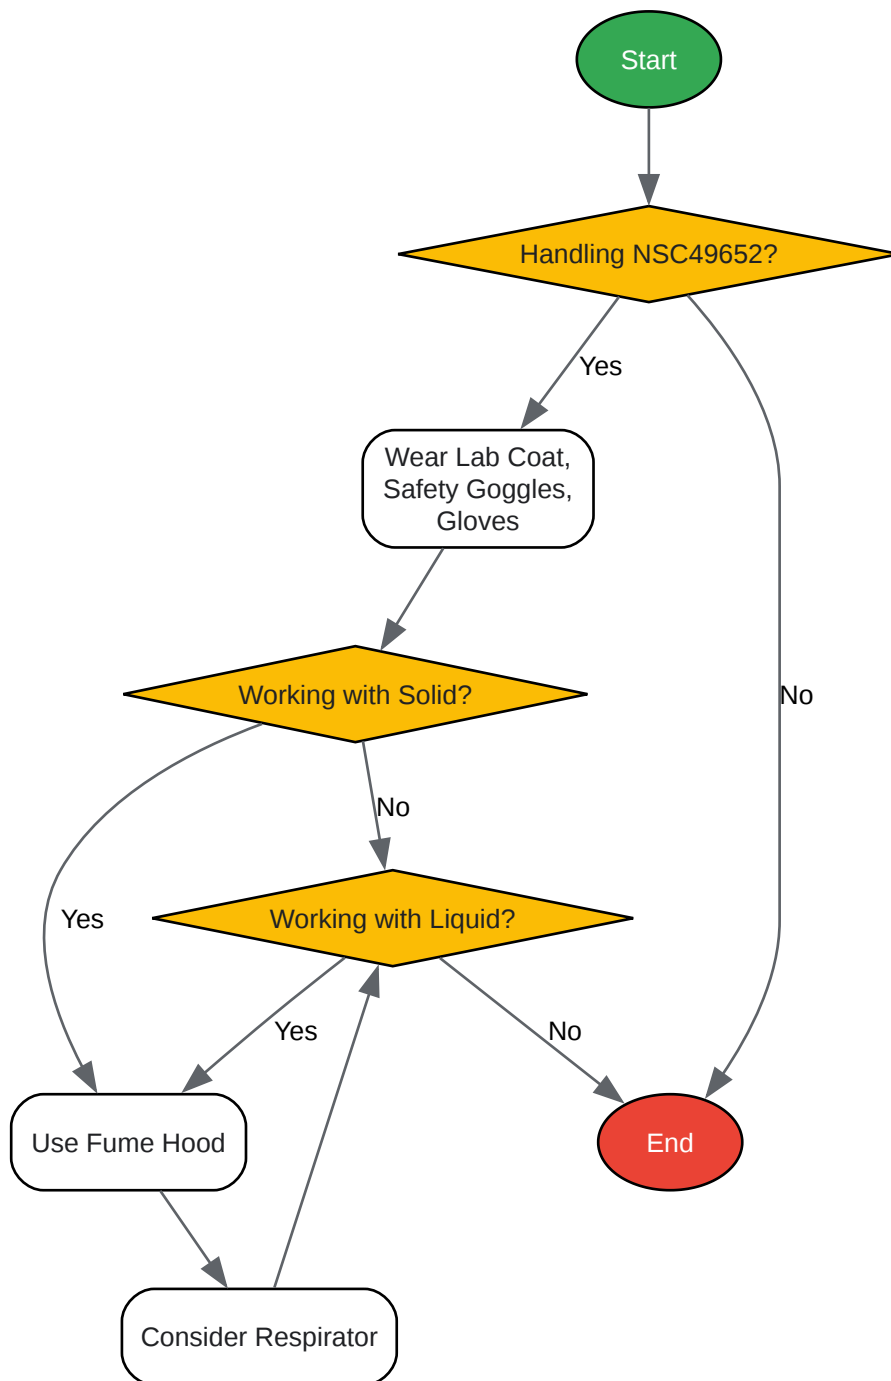 Start
Handling NSC49652?
Yes
Wear Lab Coat,
Safety Goggles,
Gloves
Working with Solid?
No
No
Yes
Working with Liquid?
Yes
No
Use Fume Hood
End
Consider Respirator